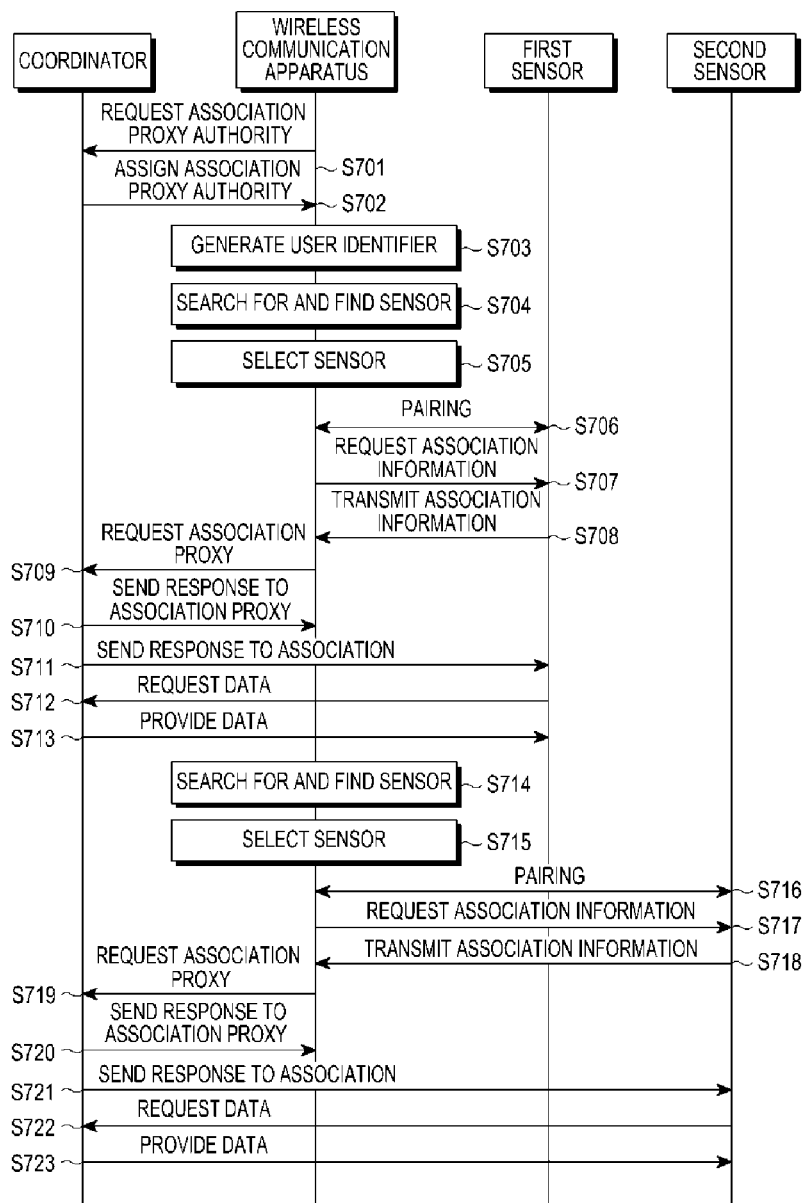 COORDINATOR
WIRELESS
COMMUNICATION
APPARATUS
FIRST
SENSOR
SECOND
SENSOR
REQUEST ASSOCIATION
PROXY AUTHORITY
S701
ASSIGN ASSOCIATION
PROXY AUTHORITY
S702
GENERATE USER IDENTIFIER
S703
SEARCH FOR AND FIND SENSOR
S704
SELECT SENSOR
S705
PAIRING
S706
REQUEST ASSOCIATION
INFORMATION
S707
TRANSMIT ASSOCIATION
INFORMATION
S708
REQUEST ASSOCIATION
PROXY
S709
SEND RESPONSE TO
ASSOCIATION PROXY
S710
SEND RESPONSE TO ASSOCIATION
S711
REQUEST DATA
S712
PROVIDE DATA
S713
SEARCH FOR AND FIND SENSOR
S714
SELECT SENSOR
S715
PAIRING
S716
REQUEST ASSOCIATION INFORMATION
S717
TRANSMIT ASSOCIATION INFORMATION
S718
REQUEST ASSOCIATION
PROXY
S719
SEND RESPONSE TO
ASSOCIATION PROXY
S720
SEND RESPONSE TO ASSOCIATION
S721
REQUEST DATA
S722
PROVIDE DATA
S723